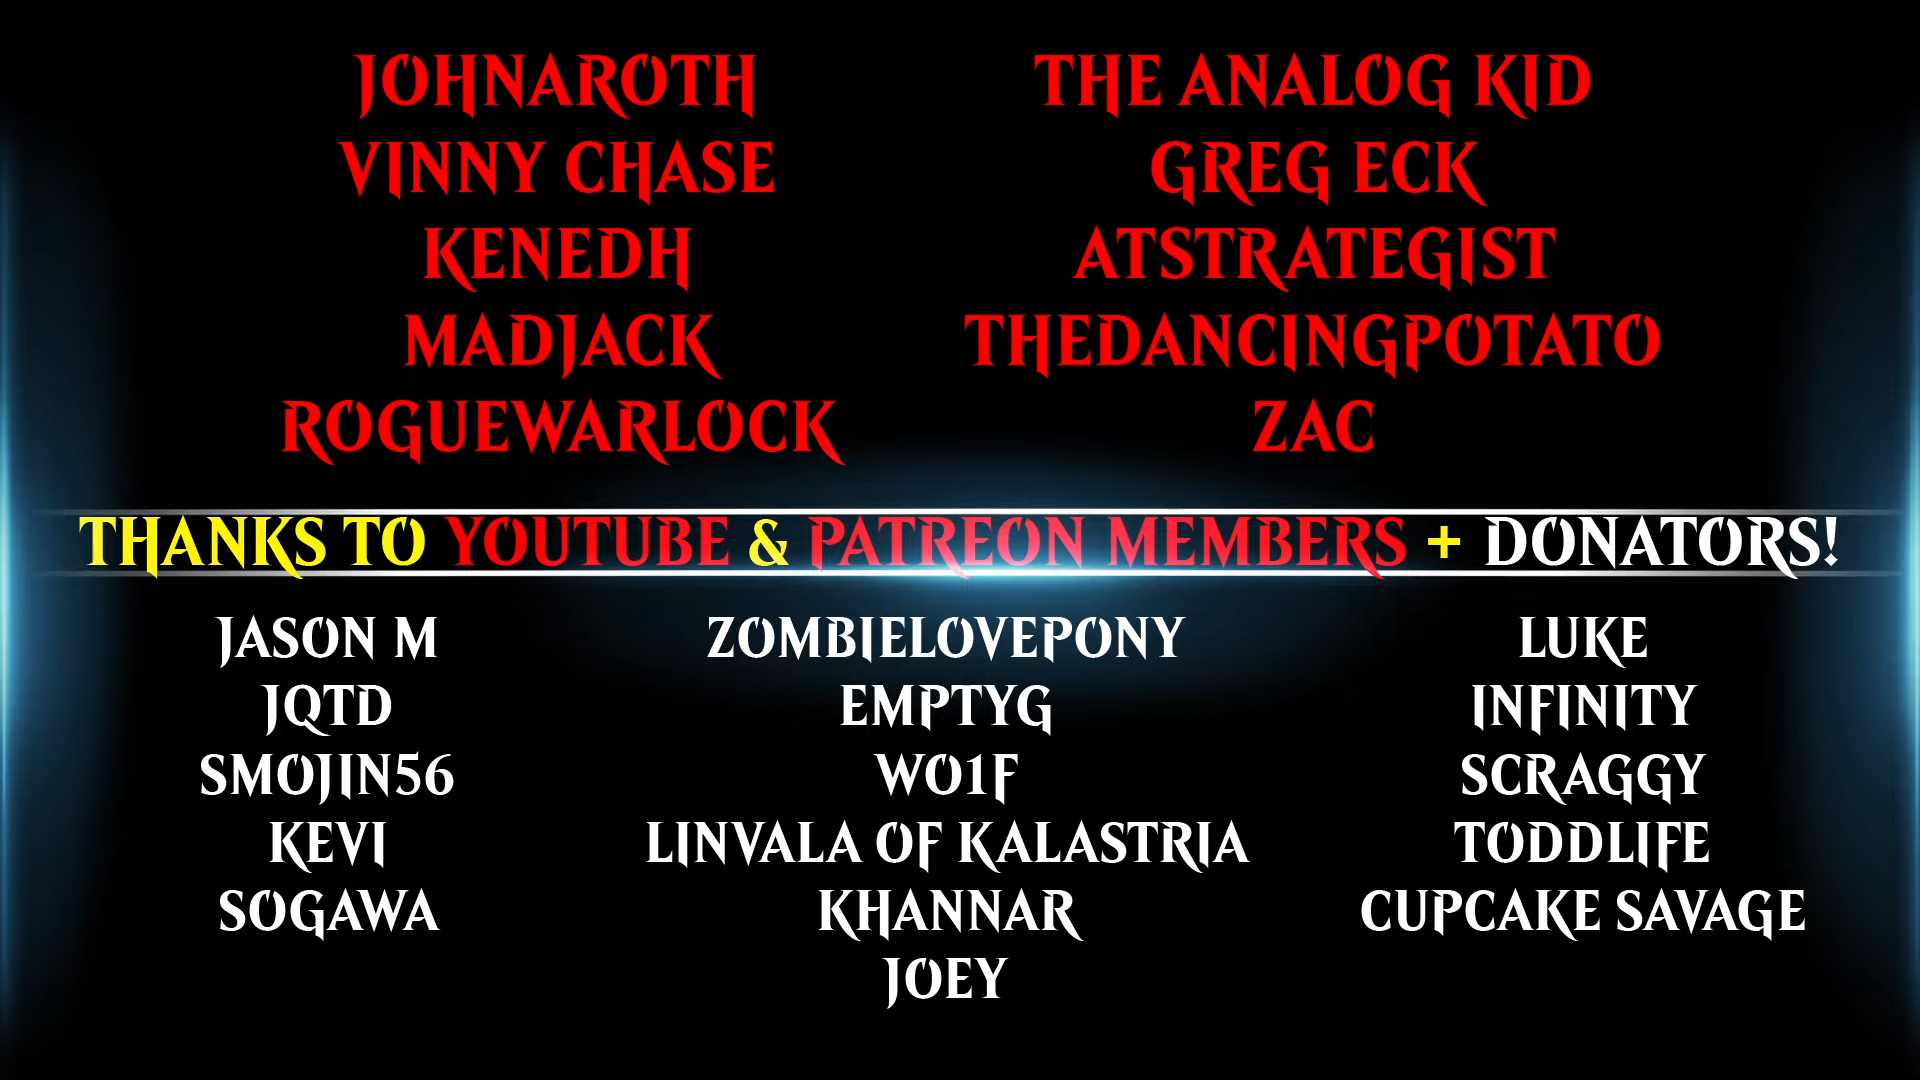 JOHNAROTH
THE ANALOG KID
VINNY CHASE
GREG ECK
KENEDH
ATSTRATEGIST
MADJACK
THEDANCINGPOTATO
ROGUEWARLOCK
ZAC
THANKS TO YOUTUBE & PATREON MEMBERS + DONATORS!
JASON M
ZOMBIELOVEPONY
LUKE
JQTD
EMPTYG
INFINITY
SMOJIN56
WO1F
SCRAGGY
KEVI
LINVALA OF KALASTRIA
TODDLIFE
SOGAWA
KHANNAR
CUPCAKE SAVAGE
JOEY